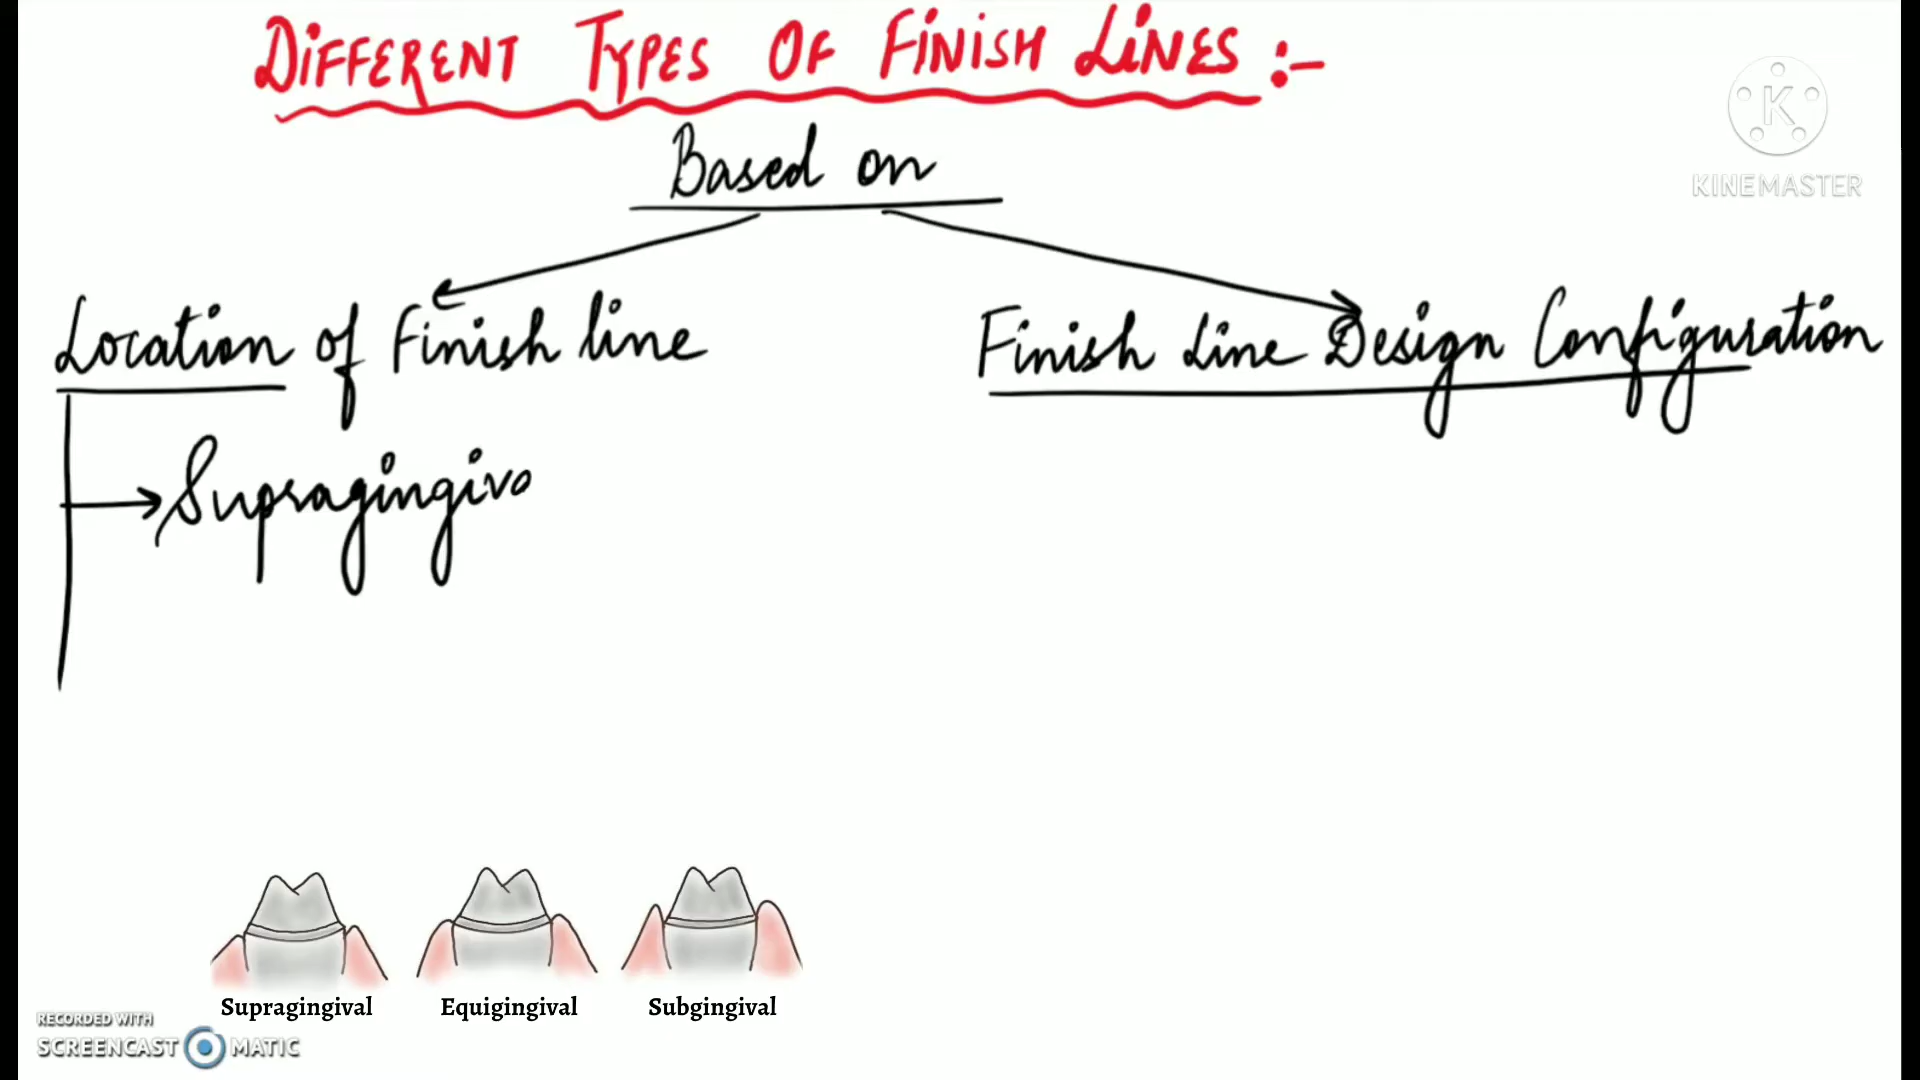 DIFFERENT TYPES OF FINISH LINES :-
Based on
K
KINEMASTER
Location of Finish line
Finish Line Design Configuration
Supragingiva
Supragingival
Equigingival
Subgingival
RECORDED WITH
SCREENCAST MATIC